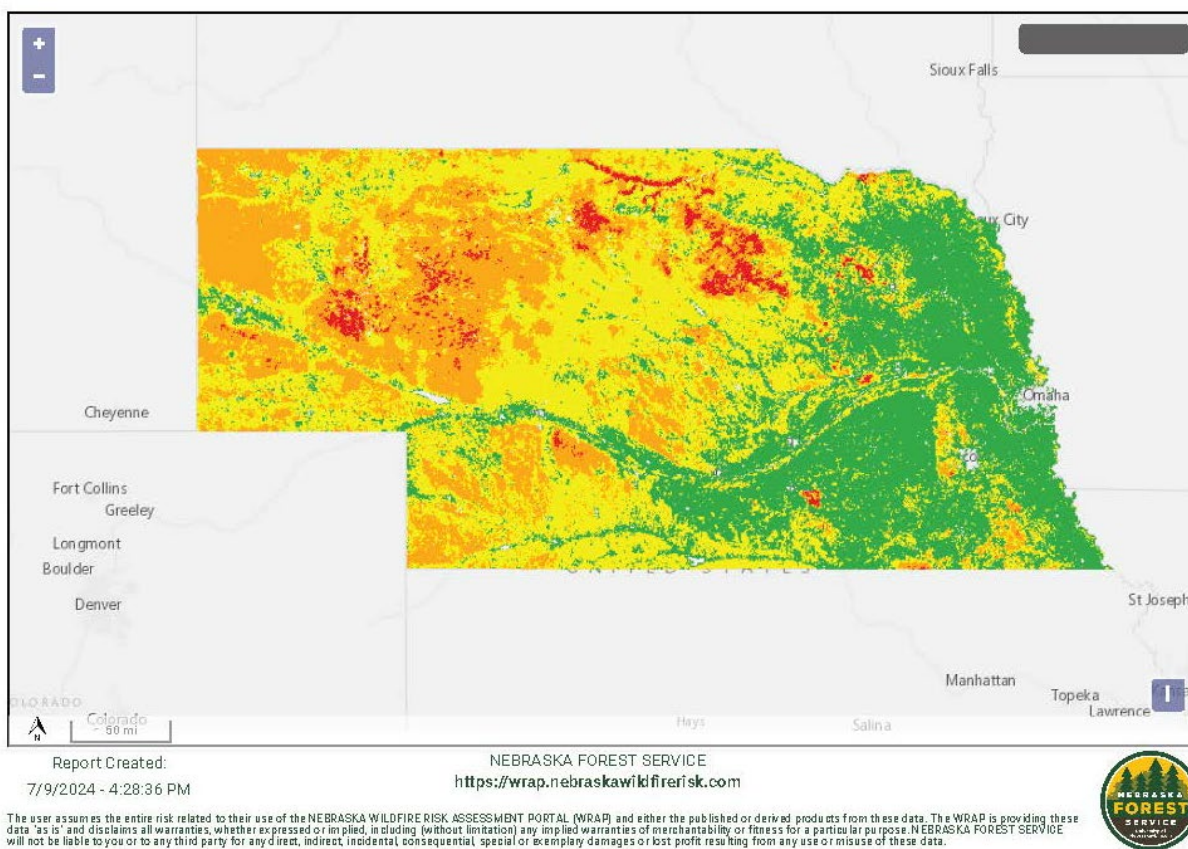 +
−
Sioux Falls
ux City
Omaha
Cheyenne
Fort Collins
Greeley
Longmont
Boulder
Denver
UNITED STATES
St Joseph
Manhattan
Topeka
Lawrence
OLORADO
Colorado
50 mi
N
Hays
Salina
Report Created:
7/9/2024 - 4:28:36 PM
NEBRASKA FOREST SERVICE
https://wrap.nebraskawildfirerisk.com
NEBRASKA
FOREST
SERVICE
The user assumes the entire risk related to their use of the NEBRASKA WILDFIRE RISK ASSESSMENT PORTAL (WRAP) and either the published or derived products from these data. The WRAP is providing these
data 'as is' and disclaims all warranties, whether expressed or implied, including (without limitation) any implied warranties of merchantability or fitness for a particular purpose. NEBRASKA FOREST SERVICE
will not be liable to you or to any third party for any direct, indirect, incidental, consequential, special or exemplary damages or lost profit resulting from any use or misuse of these data.